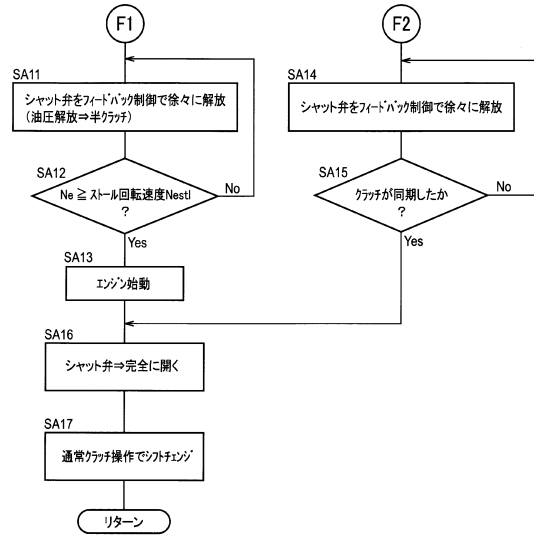 F1
SA11
シャット弁をフィードバック制御で徐々に解放
(油圧解放⇒半クラッチ)
SA12
Ne ≧ ストール回転速度Nestl
?
No
Yes
SA13
エンジン始動
F2
SA14
シャット弁をフィードバック制御で徐々に解放
SA15
クラッチが同期したか
?
No
Yes
SA16
シャット弁⇒完全に開く
SA17
通常クラッチ操作でシフトチェンジ
リターン